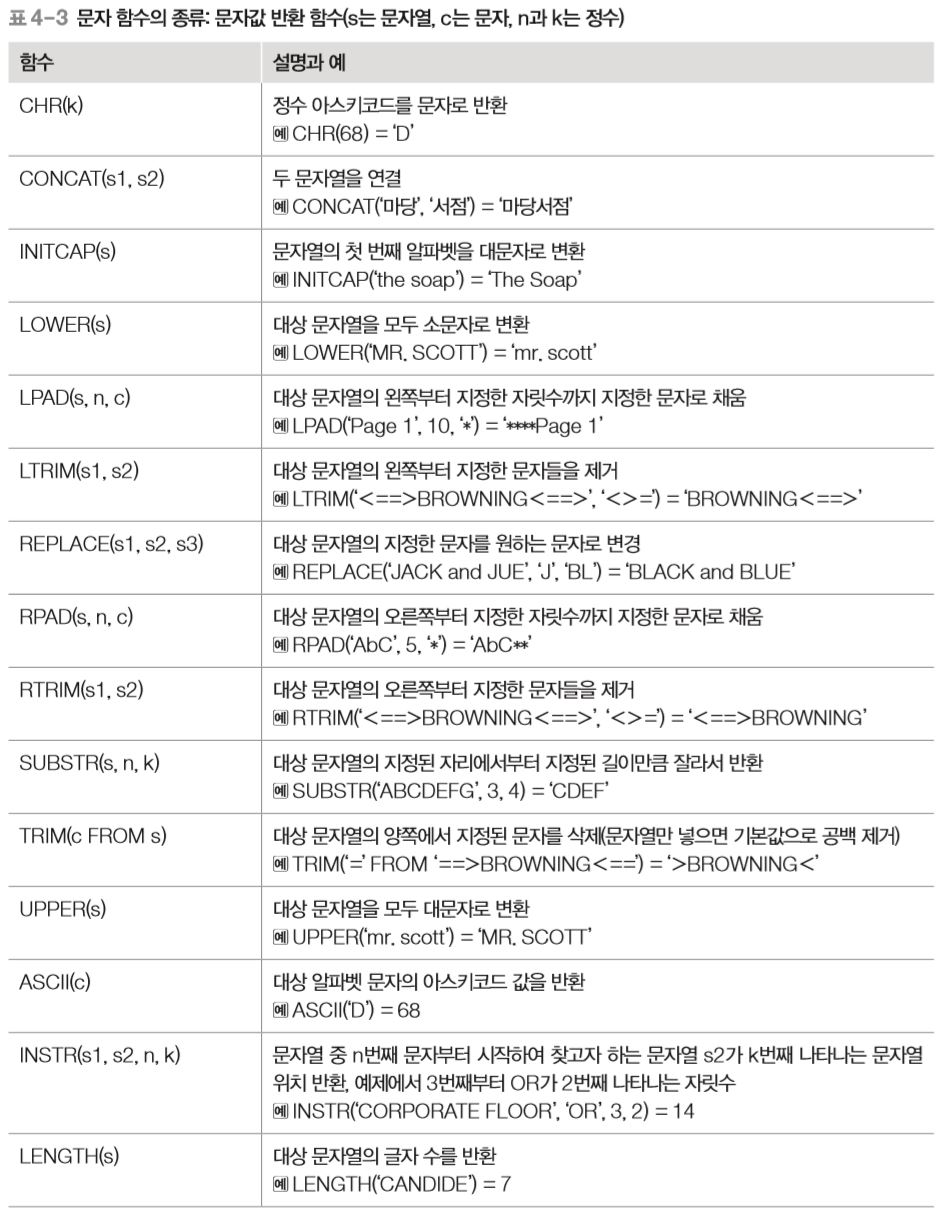 표 4-3 문자 함수의 종류: 문자값 반환 함수(s는 문자열, c는 문자, n과 k는 정수)
함수 설명과 예
CHR(k) 정수 아스키코드를 문자로 반환
예 CHR(68) = ‘D’
CONCAT(s1, s2) 두 문자열을 연결
예 CONCAT(‘마당’, ‘서점’) = ‘마당서점’
INITCAP(s) 문자열의 첫 번째 알파벳을 대문자로 변환
예 INITCAP(‘the soap’) = ‘The Soap’
LOWER(s) 대상 문자열을 모두 소문자로 변환
예 LOWER(‘MR. SCOTT’) = ‘mr. scott’
LPAD(s, n, c) 대상 문자열의 왼쪽부터 지정한 자릿수까지 지정한 문자로 채움
예 LPAD(‘Page 1’, 10, ‘*’) = ‘****Page 1’
LTRIM(s1, s2) 대상 문자열의 왼쪽부터 지정한 문자들을 제거
예 LTRIM(‘<==>BROWNING<==>’, ‘<>=’) = ‘BROWNING<==>’
REPLACE(s1, s2, s3) 대상 문자열의 지정한 문자를 원하는 문자로 변경
예 REPLACE(‘JACK and JUE’, ‘J’, ‘BL’) = ‘BLACK and BLUE’
RPAD(s, n, c) 대상 문자열의 오른쪽부터 지정한 자릿수까지 지정한 문자로 채움
예 RPAD(‘AbC’, 5, ‘*’) = ‘AbC**’
RTRIM(s1, s2) 대상 문자열의 오른쪽부터 지정한 문자들을 제거
예 RTRIM(‘<==>BROWNING<==>’, ‘<>=’) = ‘<==>BROWNING’
SUBSTR(s, n, k) 대상 문자열의 지정된 자리에서부터 지정된 길이만큼 잘라서 반환
예 SUBSTR(‘ABCDEFG’, 3, 4) = ‘CDEF’
TRIM(c FROM s) 대상 문자열의 양쪽에서 지정된 문자를 삭제(문자열만 넣으면 기본값으로 공백 제거)
예 TRIM(‘=’ FROM ‘==>BROWNING<==’) = ‘>BROWNING<’
UPPER(s) 대상 문자열을 모두 대문자로 변환
예 UPPER(‘mr. scott’) = ‘MR. SCOTT’
ASCII(c) 대상 알파벳 문자의 아스키코드 값을 반환
예 ASCII(‘D’) = 68
INSTR(s1, s2, n, k) 문자열 중 n번째 문자부터 시작하여 찾고자 하는 문자열 s2가 k번째 나타나는 문자열
위치 반환, 예제에서 3번째부터 OR가 2번째 나타나는 자릿수
예 INSTR(‘CORPORATE FLOOR’, ‘OR’, 3, 2) = 14
LENGTH(s) 대상 문자열의 글자 수를 반환
예 LENGTH(‘CANDIDE’) = 7